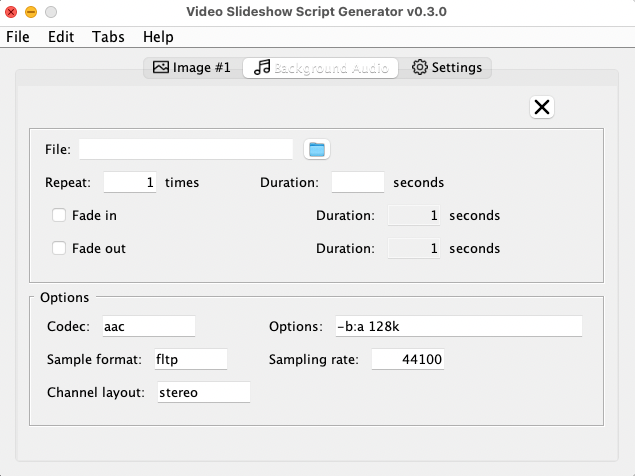 Video Slideshow Script Generator v0.3.0
File Edit Tabs Help
Image #1 Background Audio Settings
File:
Repeat: 1 times Duration: seconds
Fade in Duration: 1 seconds
Fade out Duration: 1 seconds
Options
Codec: aac Options: -b:a 128k
Sample format: fltp Sampling rate: 44100
Channel layout: stereo